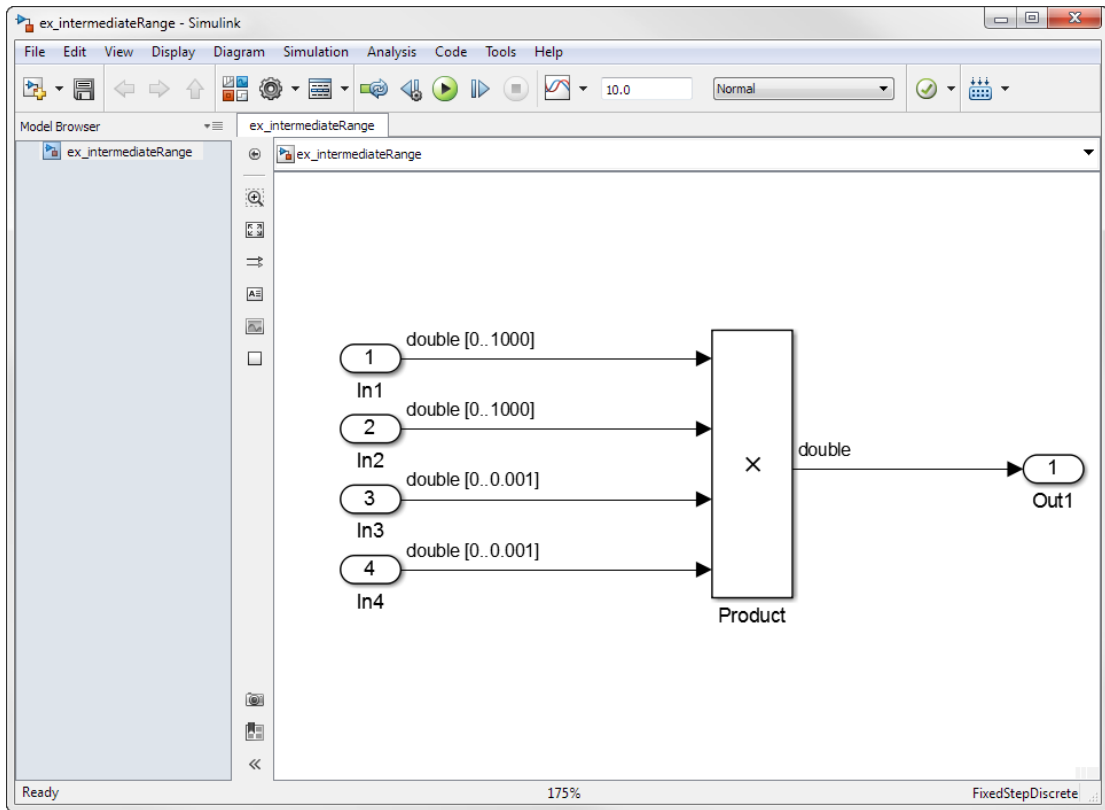 ex_intermediateRange - Simulink
File Edit View Display Diagram Simulation Analysis Code Tools Help
10.0 Normal
Model Browser
ex_intermediateRange
ex_intermediateRange
ex_intermediateRange
double [0..1000]
1
In1
double [0..1000]
2
In2
double [0..0.001]
3
In3
double [0..0.001]
4
In4
×
Product
double
1
Out1
Ready 175% FixedStepDiscrete